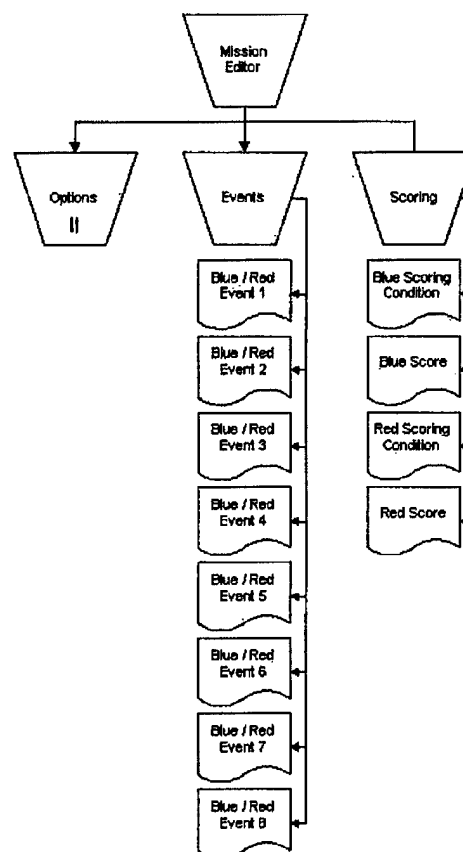 Mission
Editor
Options
Events
Scoring
Blue / Red
Event 1
Blue / Red
Event 2
Blue / Red
Event 3
Blue / Red
Event 4
Blue / Red
Event 5
Blue / Red
Event 6
Blue / Red
Event 7
Blue / Red
Event 8
Blue Scoring
Condition
Blue Score
Red Scoring
Condition
Red Score